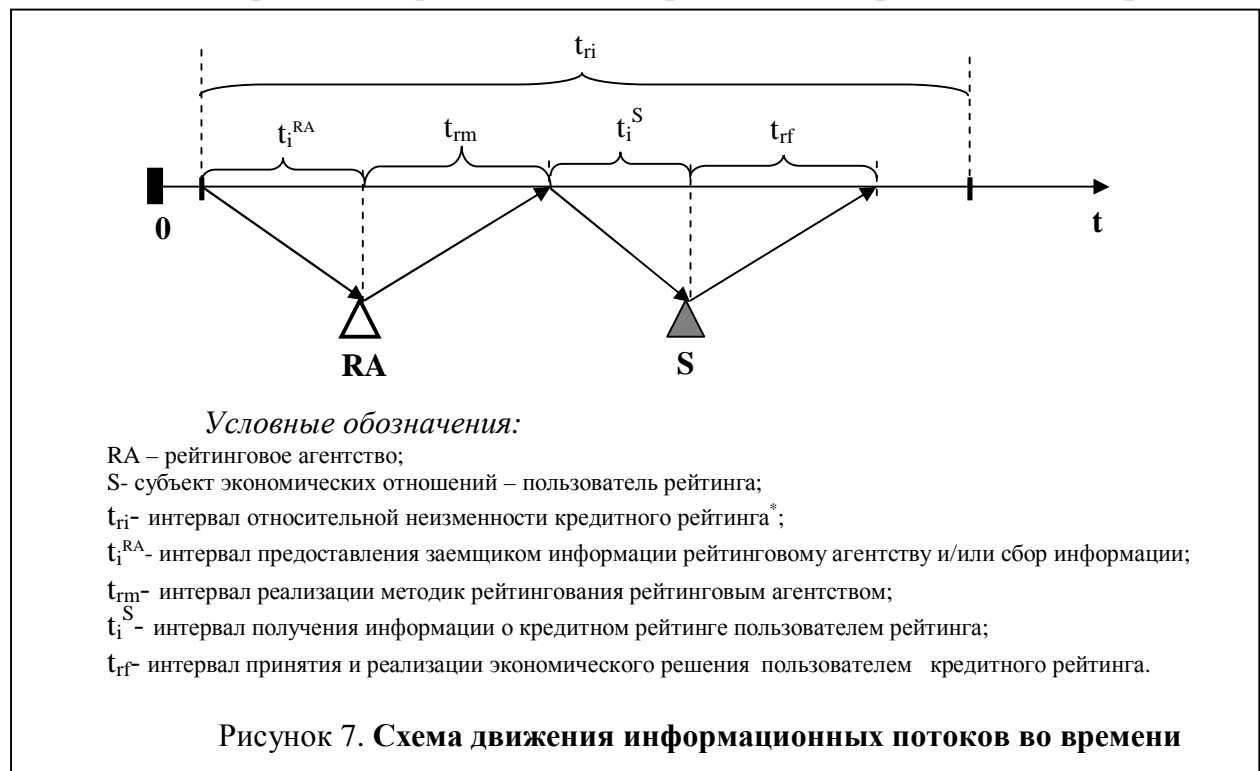 t_ri
t_i^RA t_rm t_i^S t_rf
0 t
RA S
Условные обозначения:
RA – рейтинговое агентство;
S- субъект экономических отношений – пользователь рейтинга;
t_ri- интервал относительной неизменности кредитного рейтинга*;
t_i^RA- интервал предоставления заемщиком информации рейтинговому агентству и/или сбор информации;
t_rm- интервал реализации методик рейтингования рейтинговым агентством;
t_i^S- интервал получения информации о кредитном рейтинге пользователем рейтинга;
t_rf- интервал принятия и реализации экономического решения пользователем кредитного рейтинга.
Рисунок 7. Схема движения информационных потоков во времени